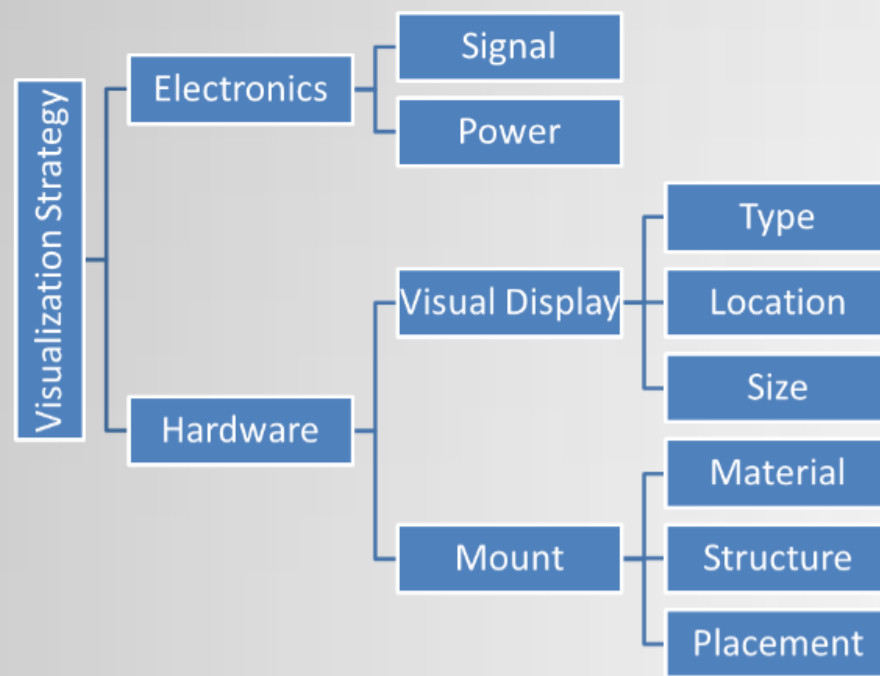 Visualization Strategy
Electronics
Signal
Power
Hardware
Visual Display
Type
Location
Size
Mount
Material
Structure
Placement